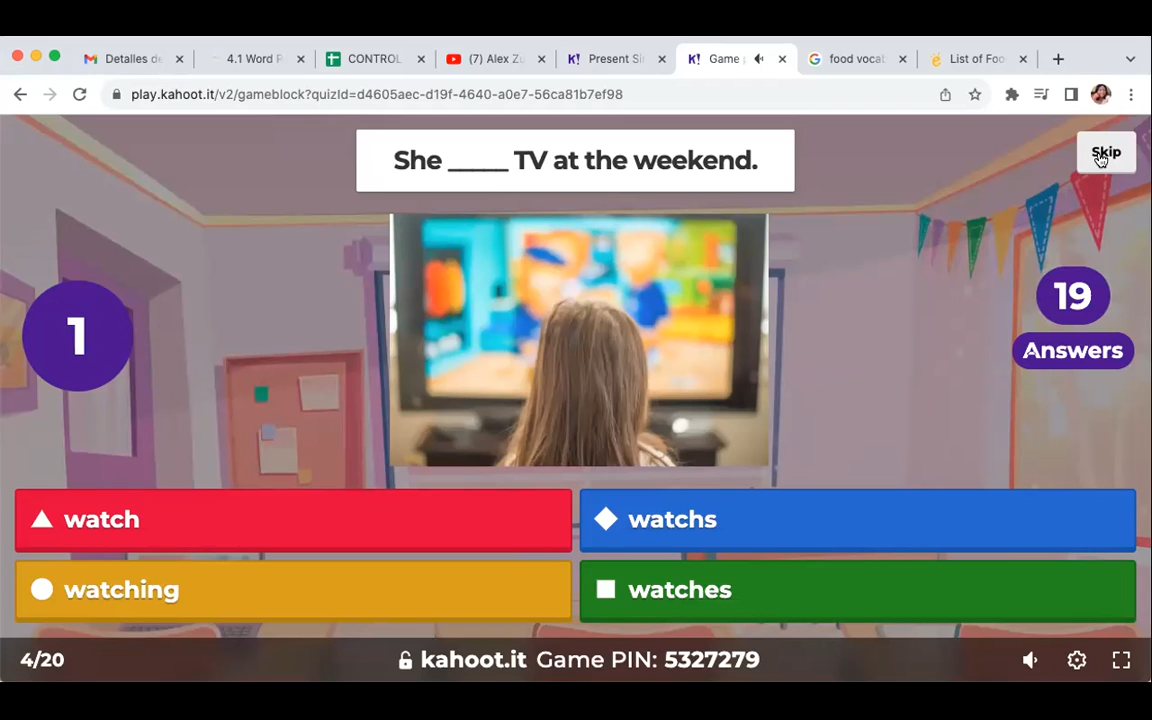 Detalles de
4.1 Word P
CONTROL
(7) Alex Zu
K! Present Si
K! Game p
food vocab
List of Foo
play.kahoot.it/v2/gameblock?quizId=d4605aec-d19f-4640-a0e7-56ca81b7ef98
She _____ TV at the weekend.
Skip
1
19
Answers
watch
watchs
watching
watches
4/20
kahoot.it Game PIN: 5327279